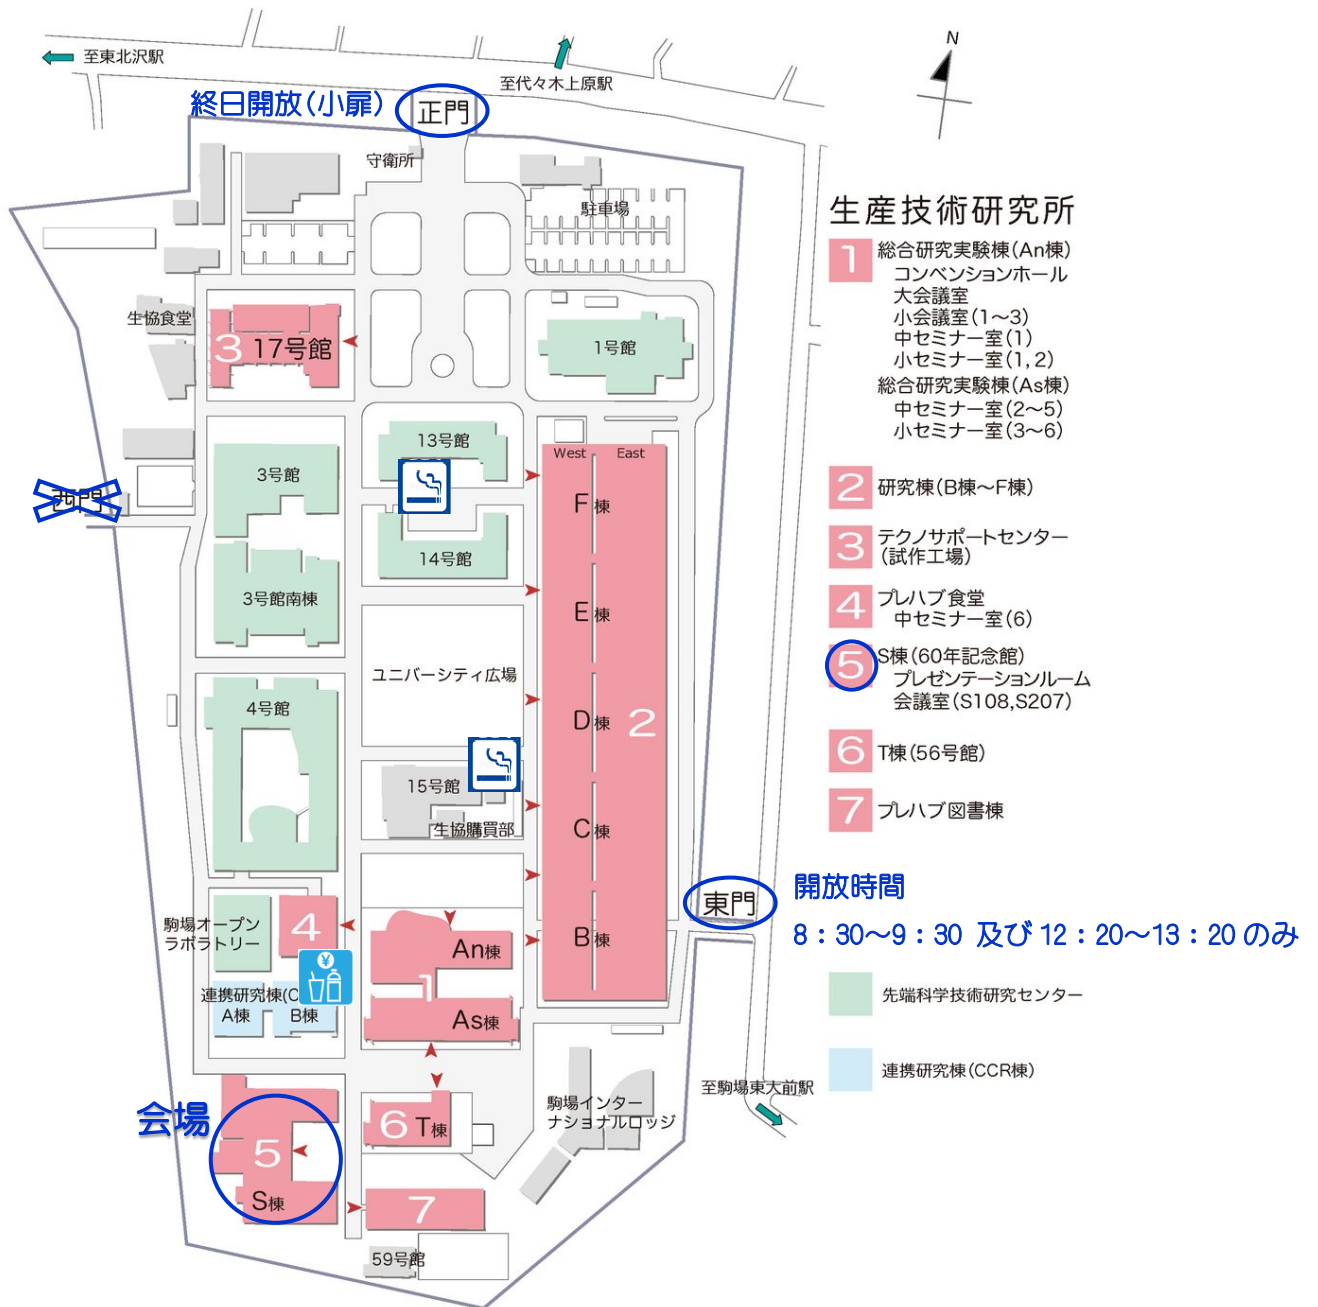 N
至東北沢駅
至代々木上原駅
終日開放(小扉)
正門
守衛所
駐車場
生協食堂
3 17号館
1号館
13号館
3号館
西門
14号館
3号館南棟
West East
F棟
E棟
ユニバーシティ広場
D棟
2
4号館
15号館
生協購買部
C棟
駒場オープン
ラボラトリー
4
An棟
B棟
1
連携研究棟(C
A棟 B棟
¥
As棟
会場
5
S棟
6 T棟
駒場インター
ナショナルロッジ
7
59号館
東門
開放時間
8:30～9:30 及び 12:20～13:20 のみ
至駒場東大前駅
生産技術研究所
1 総合研究実験棟(An棟)
コンベンションホール
大会議室
小会議室(1～3)
中セミナー室(1)
小セミナー室(1,2)
総合研究実験棟(As棟)
中セミナー室(2～5)
小セミナー室(3～6)
2 研究棟(B棟～F棟)
3 テクノサポートセンター
(試作工場)
4 プレハブ食堂
中セミナー室(6)
5 S棟(60年記念館)
プレゼンテーションルーム
会議室(S108,S207)
6 T棟(56号館)
7 プレハブ図書棟
先端科学技術研究センター
連携研究棟(CCR棟)